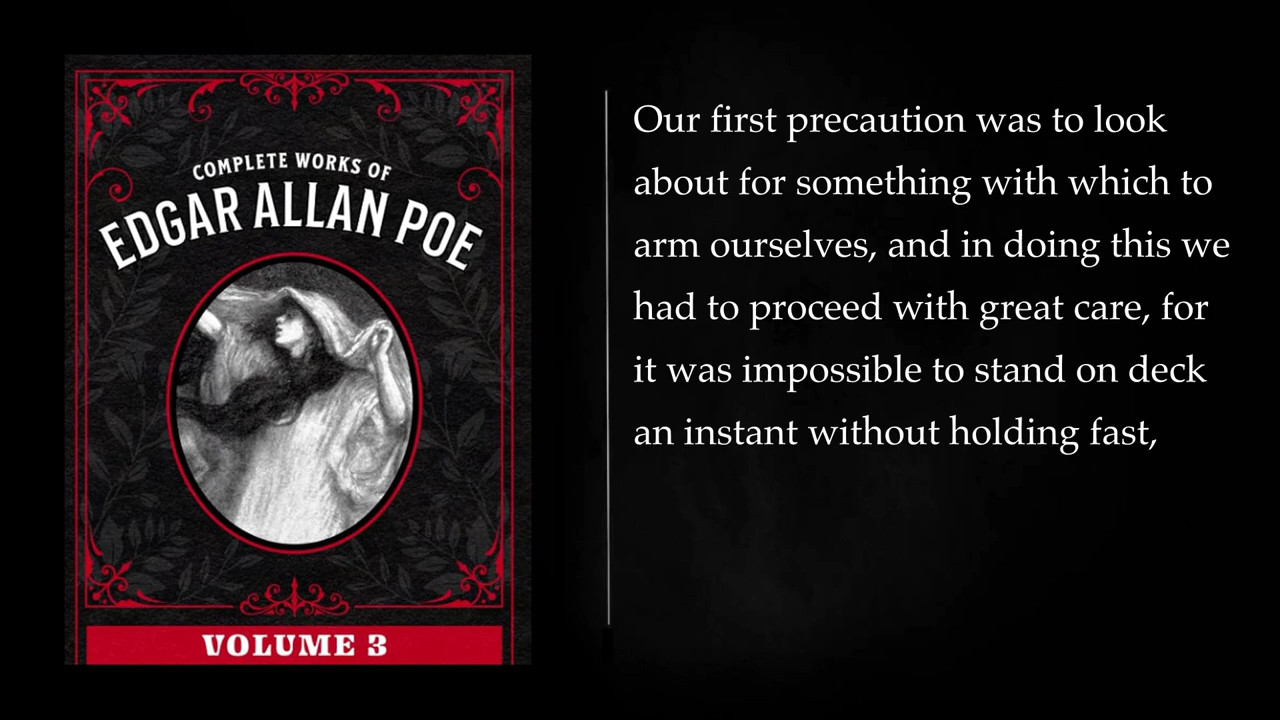 COMPLETE WORKS OF
EDGAR ALLAN POE
VOLUME 3
Our first precaution was to look
about for something with which to
arm ourselves, and in doing this we
had to proceed with great care, for
it was impossible to stand on deck
an instant without holding fast,